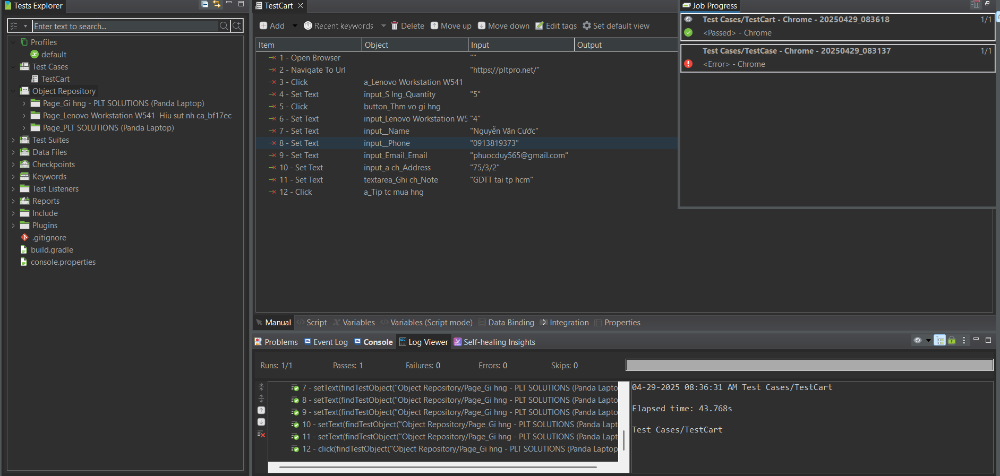 Tests Explorer
Enter text to search...
Profiles
default
Test Cases
TestCart
Object Repository
Page_Gi hng - PLT SOLUTIONS (Panda Laptop)
Page_Lenovo Workstation W541  Hiu sut nh ca_bf17ec
Page_PLT SOLUTIONS (Panda Laptop)
Test Suites
Data Files
Checkpoints
Keywords
Test Listeners
Reports
Include
Plugins
.gitignore
build.gradle
console.properties
TestCart
Add Recent keywords Delete Move up Move down Edit tags Set default view
Item Object Input Output
1 - Open Browser ""
2 - Navigate To Url "https://pltpro.net/"
3 - Click a_Lenovo Workstation W541
4 - Set Text input_S lng_Quantity "5"
5 - Click button_Thm vo gi hng
6 - Set Text input_Lenovo Workstation W5 "4"
7 - Set Text input__Name "Nguyễn Văn Cước"
8 - Set Text input__Phone "0913819373"
9 - Set Text input_Email_Email "phuocduy565@gmail.com"
10 - Set Text input_a ch_Address "75/3/2"
11 - Set Text textarea_Ghi ch_Note "GDTT tai tp hcm"
12 - Click a_Tip tc mua hng
Job Progress
Test Cases/TestCart - Chrome - 20250429_083618 1/1
<Passed> - Chrome
Test Cases/TestCase - Chrome - 20250429_083137 1/1
<Error> - Chrome
Manual Script Variables Variables (Script mode) Data Binding Integration Properties
Problems Event Log Console Log Viewer Self-healing Insights
Runs: 1/1 Passes: 1 Failures: 0 Errors: 0 Skips: 0
7 - setText(findTestObject("Object Repository/Page_Gi hng - PLT SOLUTIONS (Panda Lapto
8 - setText(findTestObject("Object Repository/Page_Gi hng - PLT SOLUTIONS (Panda Lapto
9 - setText(findTestObject("Object Repository/Page_Gi hng - PLT SOLUTIONS (Panda Lapto
10 - setText(findTestObject("Object Repository/Page_Gi hng - PLT SOLUTIONS (Panda Lapt
11 - setText(findTestObject("Object Repository/Page_Gi hng - PLT SOLUTIONS (Panda Lapt
12 - click(findTestObject("Object Repository/Page_Gi hng - PLT SOLUTIONS (Panda Laptop
04-29-2025 08:36:31 AM Test Cases/TestCart
Elapsed time: 43.768s
Test Cases/TestCart